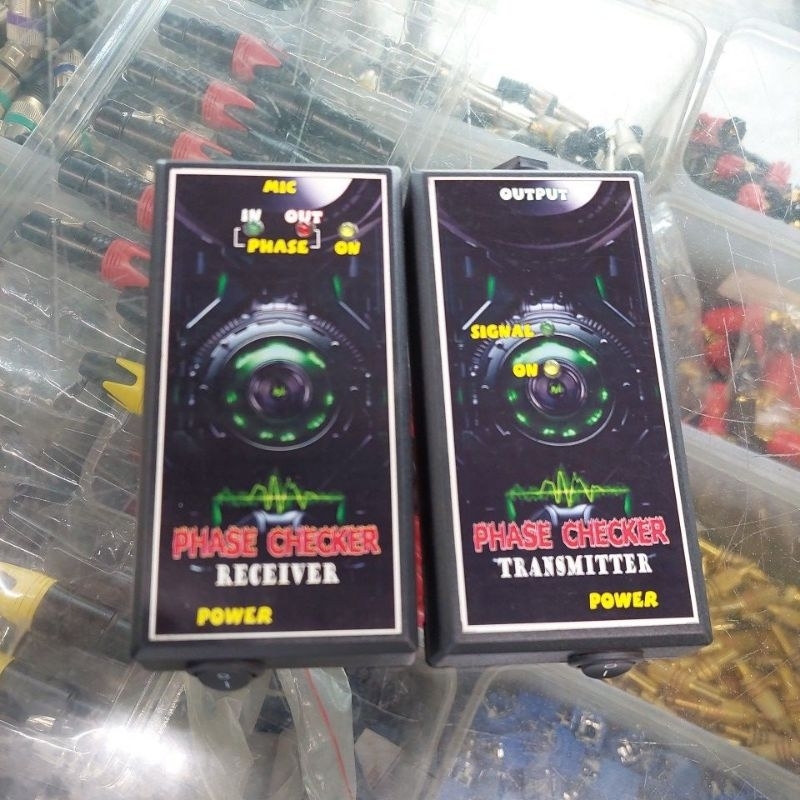 MIC
IN OUT
PHASE ON
PHASE CHECKER
RECEIVER
POWER
OUTPUT
SIGNAL
ON
PHASE CHECKER
TRANSMITTER
POWER